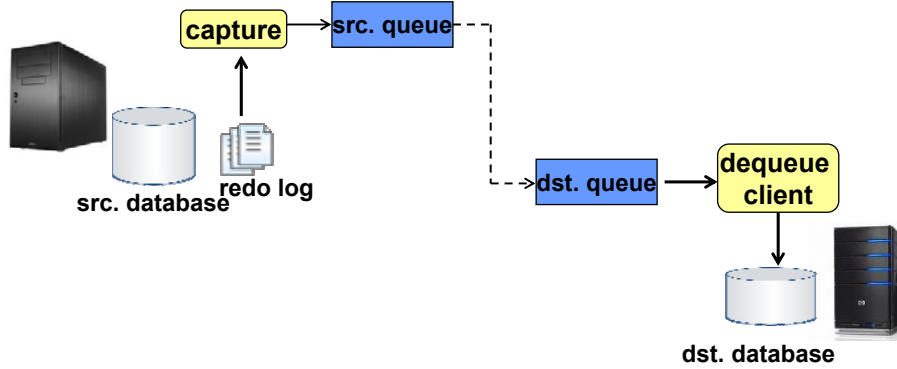 capture
src. queue
redo log
src. database
dst. queue
dequeue
client
dst. database